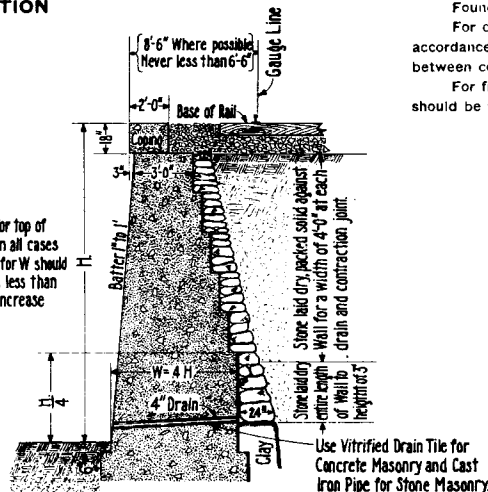 ION
Foun
For c
accordance
between co
For fi
should be
8'-6" Where possible
Never less than 6'-6"
Gauge Line
2'-0"
Base of Rail
18"
Coping
3"
3'-0"
or top of
n all cases
for W should
less than
ncrease
H
Batter 1" to 1'
Stone laid dry, packed solid against
Wall for a width of 4'-0" at each
drain and contraction joint.
Stone laid dry
entire length
of Wall to
height of 3'
W=.4 H
H/4
4" Drain
24"
Clay
Use Vitrified Drain Tile for
Concrete Masonry and Cast
Iron Pipe for Stone Masonry.